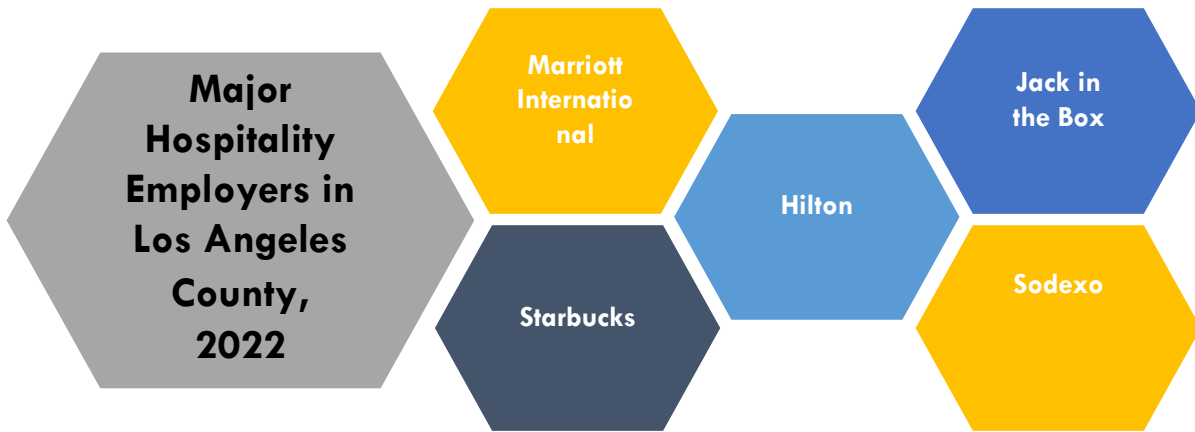 Major
Hospitality
Employers in
Los Angeles
County,
2022
Marriott
Internatio
nal
Starbucks
Hilton
Jack in
the Box
Sodexo